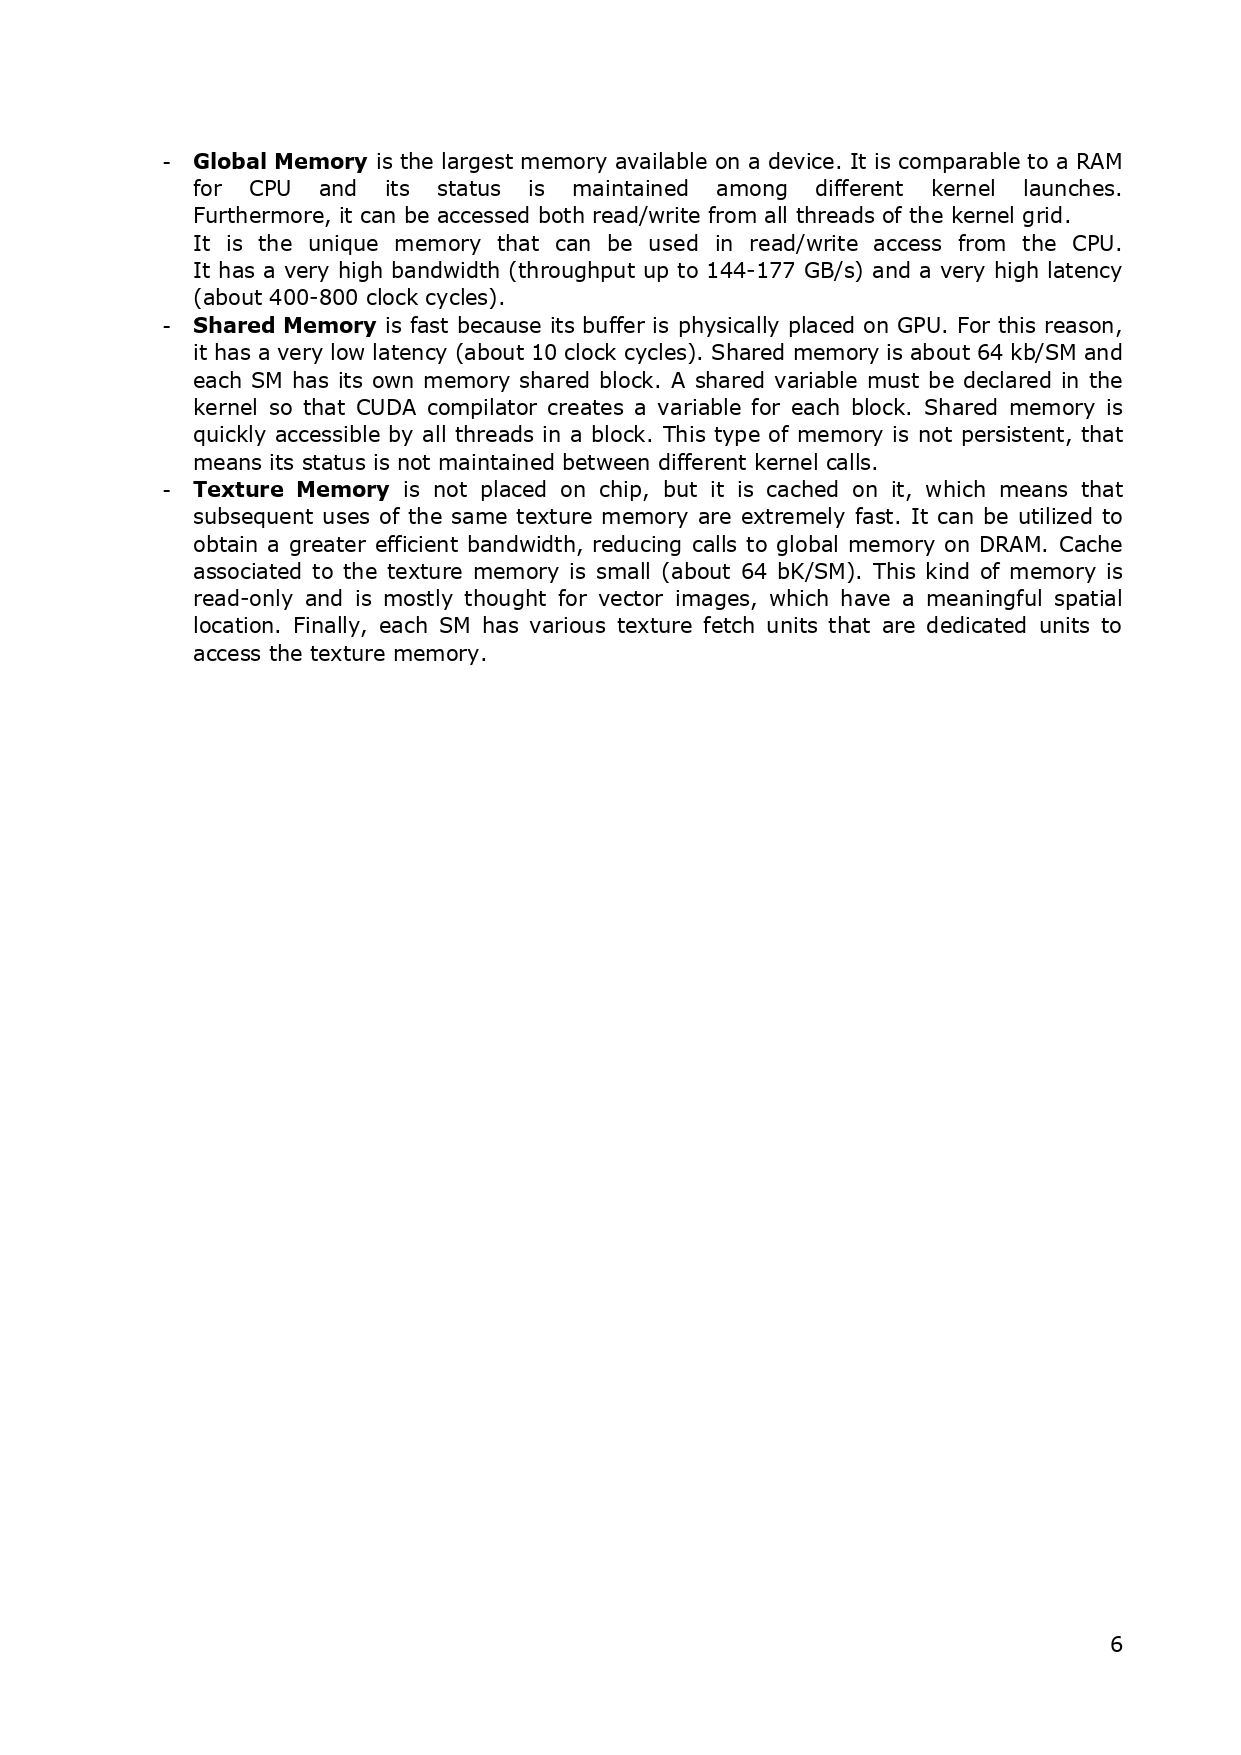 - Global Memory is the largest memory available on a device. It is comparable to a RAM
for CPU and its status is maintained among different kernel launches.
Furthermore, it can be accessed both read/write from all threads of the kernel grid.
It is the unique memory that can be used in read/write access from the CPU.
It has a very high bandwidth (throughput up to 144-177 GB/s) and a very high latency
(about 400-800 clock cycles).
- Shared Memory is fast because its buffer is physically placed on GPU. For this reason,
it has a very low latency (about 10 clock cycles). Shared memory is about 64 kb/SM and
each SM has its own memory shared block. A shared variable must be declared in the
kernel so that CUDA compilator creates a variable for each block. Shared memory is
quickly accessible by all threads in a block. This type of memory is not persistent, that
means its status is not maintained between different kernel calls.
- Texture Memory is not placed on chip, but it is cached on it, which means that
subsequent uses of the same texture memory are extremely fast. It can be utilized to
obtain a greater efficient bandwidth, reducing calls to global memory on DRAM. Cache
associated to the texture memory is small (about 64 bK/SM). This kind of memory is
read-only and is mostly thought for vector images, which have a meaningful spatial
location. Finally, each SM has various texture fetch units that are dedicated units to
access the texture memory.
6